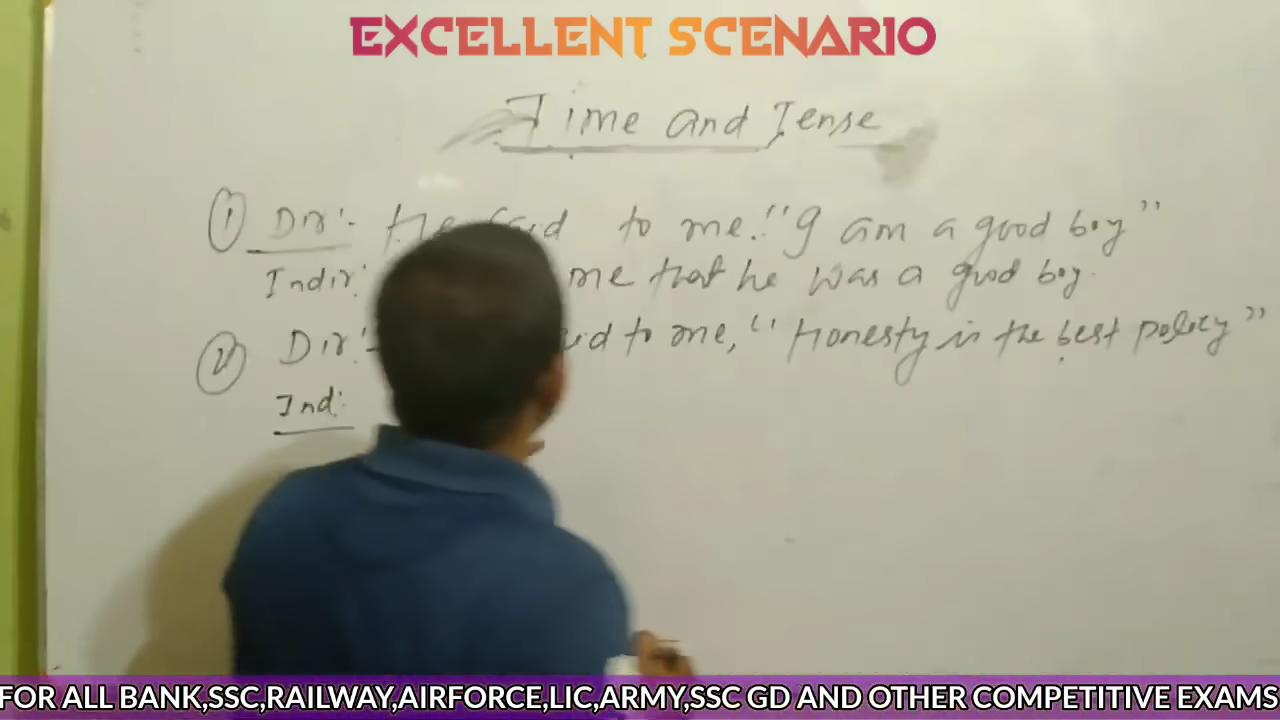 EXCELLENT SCENARIO
Time and Tense
① Dir:- He said to me. "I am a good boy"
Indir: me that he was a good boy.
② Dir:- to me, "Honesty is the best policy"
Ind:
FOR ALL BANK,SSC,RAILWAY,AIRFORCE,LIC,ARMY,SSC GD AND OTHER COMPETITIVE EXAMS